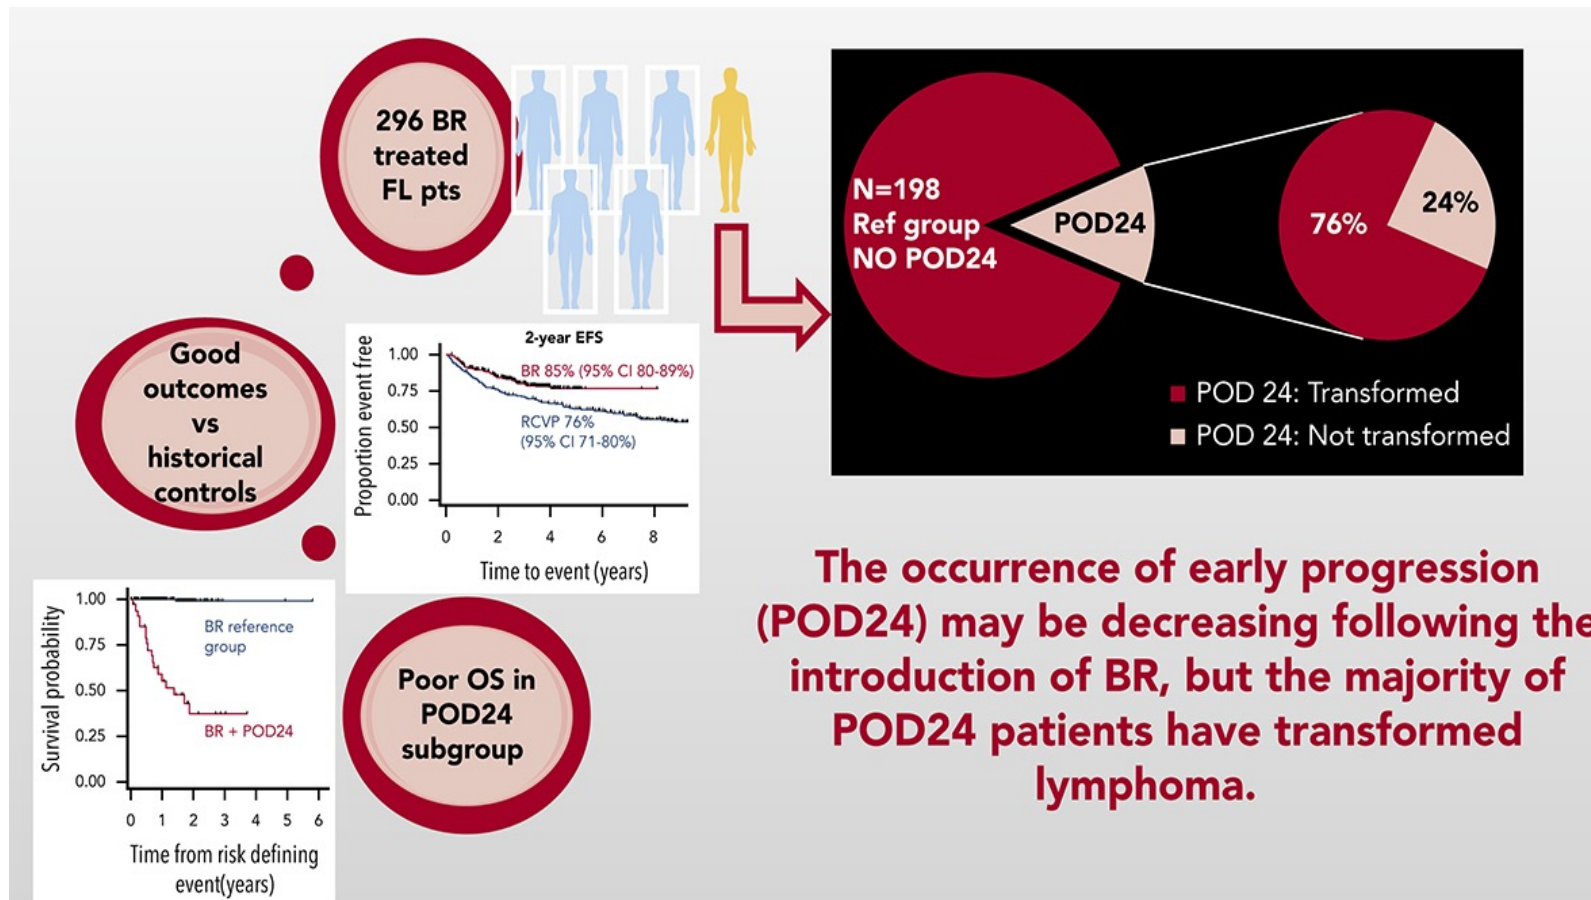 296 BR
treated
FL pts
N=198
Ref group
NO POD24
POD24
76%
24%
POD 24: Transformed
POD 24: Not transformed
Good
outcomes
vs
historical
controls
2-year EFS
Proportion event free
1.00
0.75
0.50
0.25
0.00
BR 85% (95% CI 80-89%)
RCVP 76%
(95% CI 71-80%)
0 2 4 6 8
Time to event (years)
Survival probability
1.00
0.75
0.50
0.25
0.00
BR reference
group
BR + POD24
0 1 2 3 4 5 6
Time from risk defining
event(years)
Poor OS in
POD24
subgroup
The occurrence of early progression
(POD24) may be decreasing following the
introduction of BR, but the majority of
POD24 patients have transformed
lymphoma.